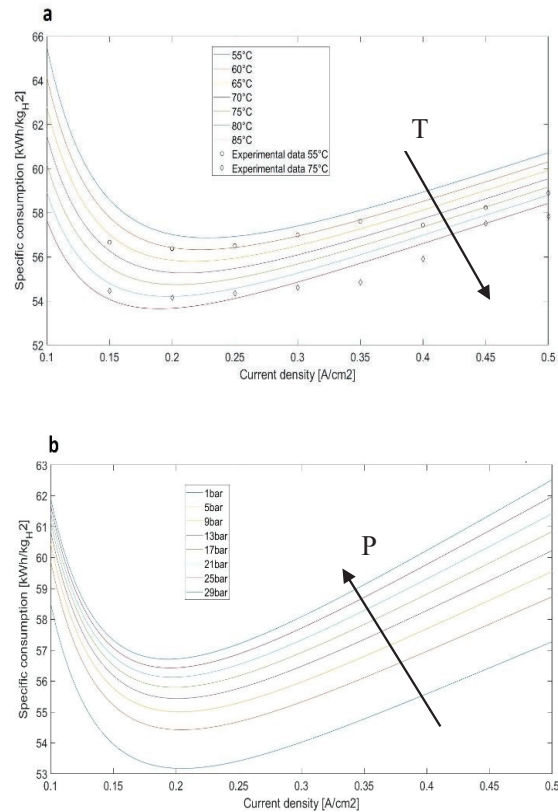 a
66
64
62
60
58
56
54
52
Specific consumption [kWh/kgH2]
55°C
60°C
65°C
70°C
75°C
80°C
85°C
Experimental data 55°C
Experimental data 75°C
T
0.1 0.15 0.2 0.25 0.3 0.35 0.4 0.45 0.5
Current density [A/cm2]
b
63
62
61
60
59
58
57
56
55
54
53
Specific consumption [kWh/kgH2]
1bar
5bar
9bar
13bar
17bar
21bar
25bar
29bar
P
0.1 0.15 0.2 0.25 0.3 0.35 0.4 0.45 0.5
Current density [A/cm2]